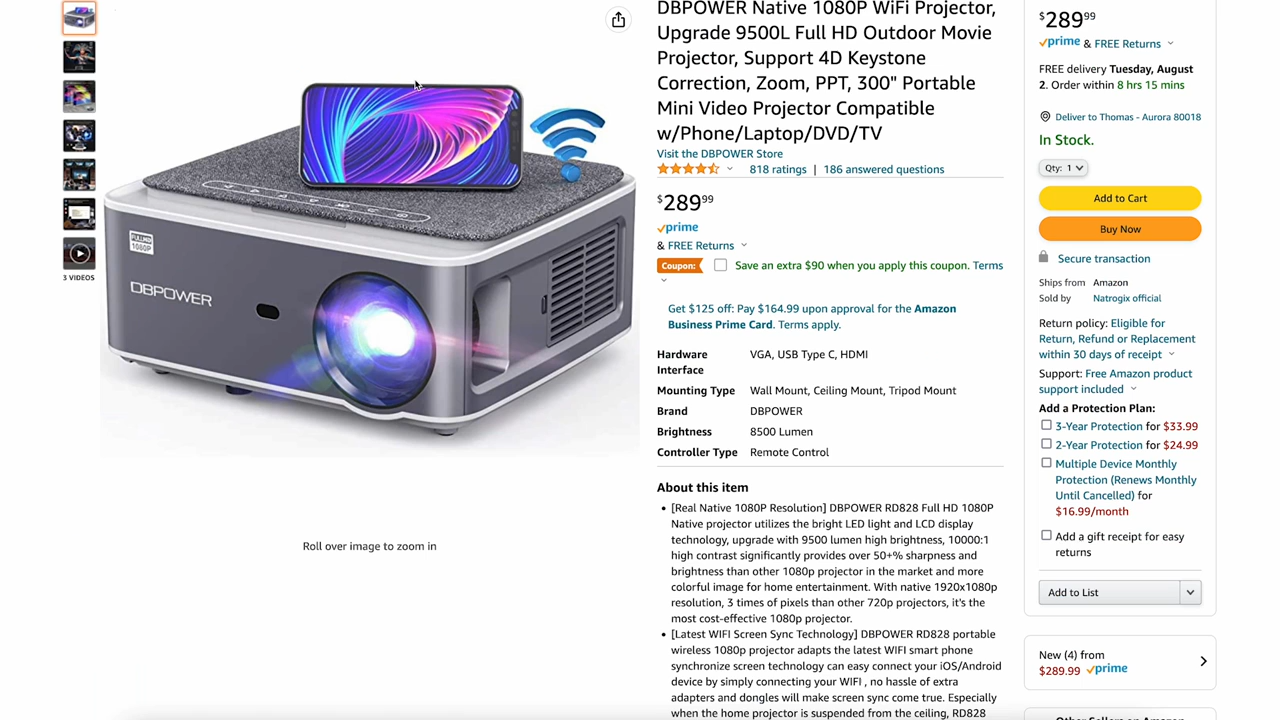 DBPOWER Native 1080P WiFi Projector,
Upgrade 9500L Full HD Outdoor Movie
Projector, Support 4D Keystone
Correction, Zoom, PPT, 300" Portable
Mini Video Projector Compatible
w/Phone/Laptop/DVD/TV
Visit the DBPOWER Store
818 ratings | 186 answered questions
$289⁹⁹
prime
& FREE Returns
Coupon: Save an extra $90 when you apply this coupon. Terms
Get $125 off: Pay $164.99 upon approval for the Amazon
Business Prime Card. Terms apply.
Hardware Interface VGA, USB Type C, HDMI
Mounting Type Wall Mount, Ceiling Mount, Tripod Mount
Brand DBPOWER
Brightness 8500 Lumen
Controller Type Remote Control
About this item
• [Real Native 1080P Resolution] DBPOWER RD828 Full HD 1080P
Native projector utilizes the bright LED light and LCD display
technology, upgrade with 9500 lumen high brightness, 10000:1
high contrast significantly provides over 50+% sharpness and
brightness than other 1080p projector in the market and more
colorful image for home entertainment. With native 1920x1080p
resolution, 3 times of pixels than other 720p projectors, it's the
most cost-effective 1080p projector.
• [Latest WIFI Screen Sync Technology] DBPOWER RD828 portable
wireless 1080p projector adapts the latest WIFI smart phone
synchronize screen technology can easy connect your iOS/Android
device by simply connecting your WIFI , no hassle of extra
adapters and dongles will make screen sync come true. Especially
when the home projector is suspended from the ceiling, RD828
FULL HD
1080P
DBPOWER
3 VIDEOS
Roll over image to zoom in
$289⁹⁹
prime & FREE Returns
FREE delivery Tuesday, August
2. Order within 8 hrs 15 mins
Deliver to Thomas - Aurora 80018
In Stock.
Qty: 1
Add to Cart
Buy Now
Secure transaction
Ships from Amazon
Sold by Natrogix official
Return policy: Eligible for
Return, Refund or Replacement
within 30 days of receipt
Support: Free Amazon product
support included
Add a Protection Plan:
3-Year Protection for $33.99
2-Year Protection for $24.99
Multiple Device Monthly
Protection (Renews Monthly
Until Cancelled) for
$16.99/month
Add a gift receipt for easy
returns
Add to List
New (4) from
$289.99 prime
Other Sellers on Amazon